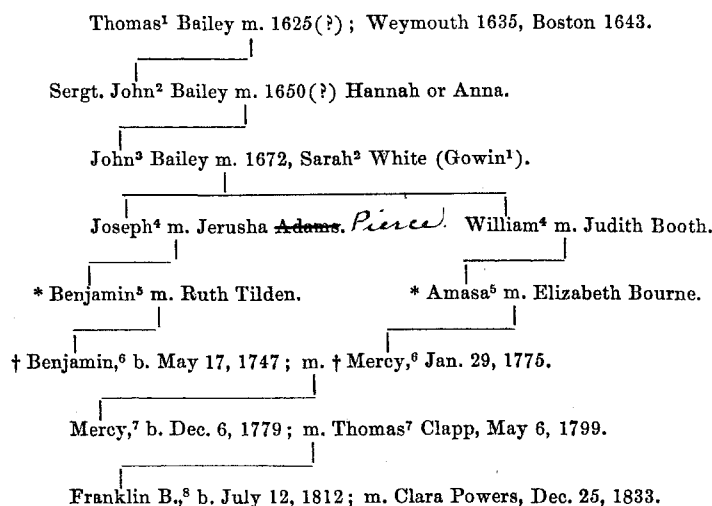 Thomas¹ Bailey m. 1625(?); Weymouth 1635, Boston 1643.
Sergt. John² Bailey m. 1650(?) Hannah or Anna.
John³ Bailey m. 1672, Sarah² White (Gowin¹).
Joseph⁴ m. Jerusha Adams. Pierce. William⁴ m. Judith Booth.
* Benjamin⁵ m. Ruth Tilden. * Amasa⁵ m. Elizabeth Bourne.
† Benjamin,⁶ b. May 17, 1747; m. † Mercy,⁶ Jan. 29, 1775.
Mercy,⁷ b. Dec. 6, 1779; m. Thomas⁷ Clapp, May 6, 1799.
Franklin B.,⁸ b. July 12, 1812; m. Clara Powers, Dec. 25, 1833.